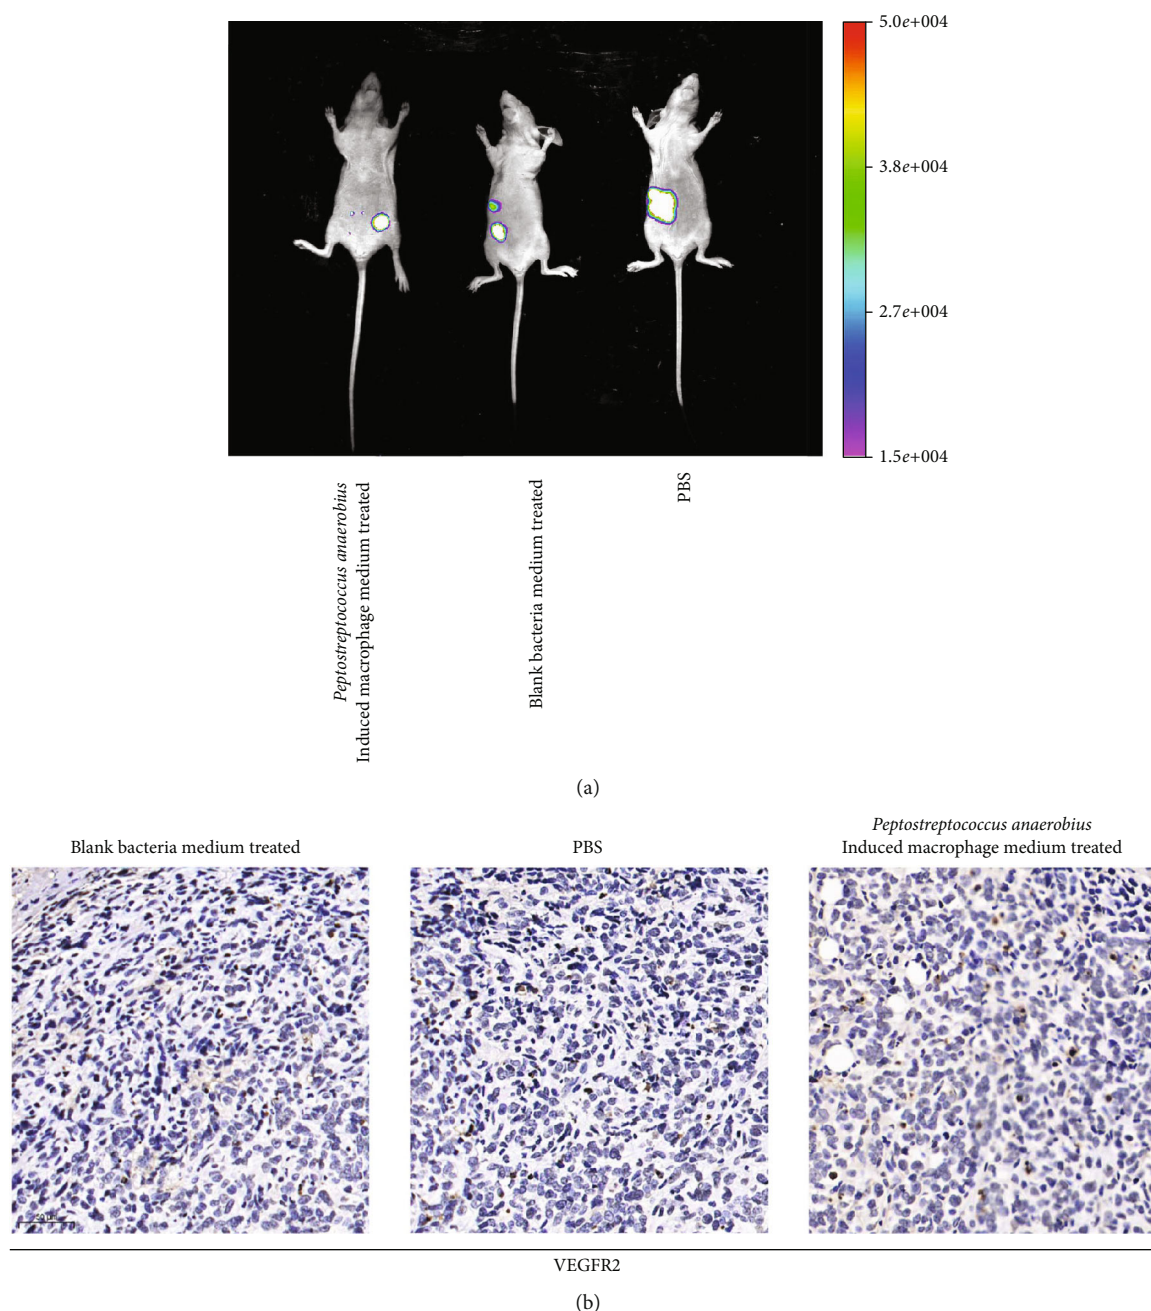 5.0e+004
3.8e+004
2.7e+004
1.5e+004
Peptostreptococcus anaerobius
Induced macrophage medium treated
Blank bacteria medium treated
PBS
(a)
Blank bacteria medium treated
PBS
Peptostreptococcus anaerobius
Induced macrophage medium treated
VEGFR2
(b)